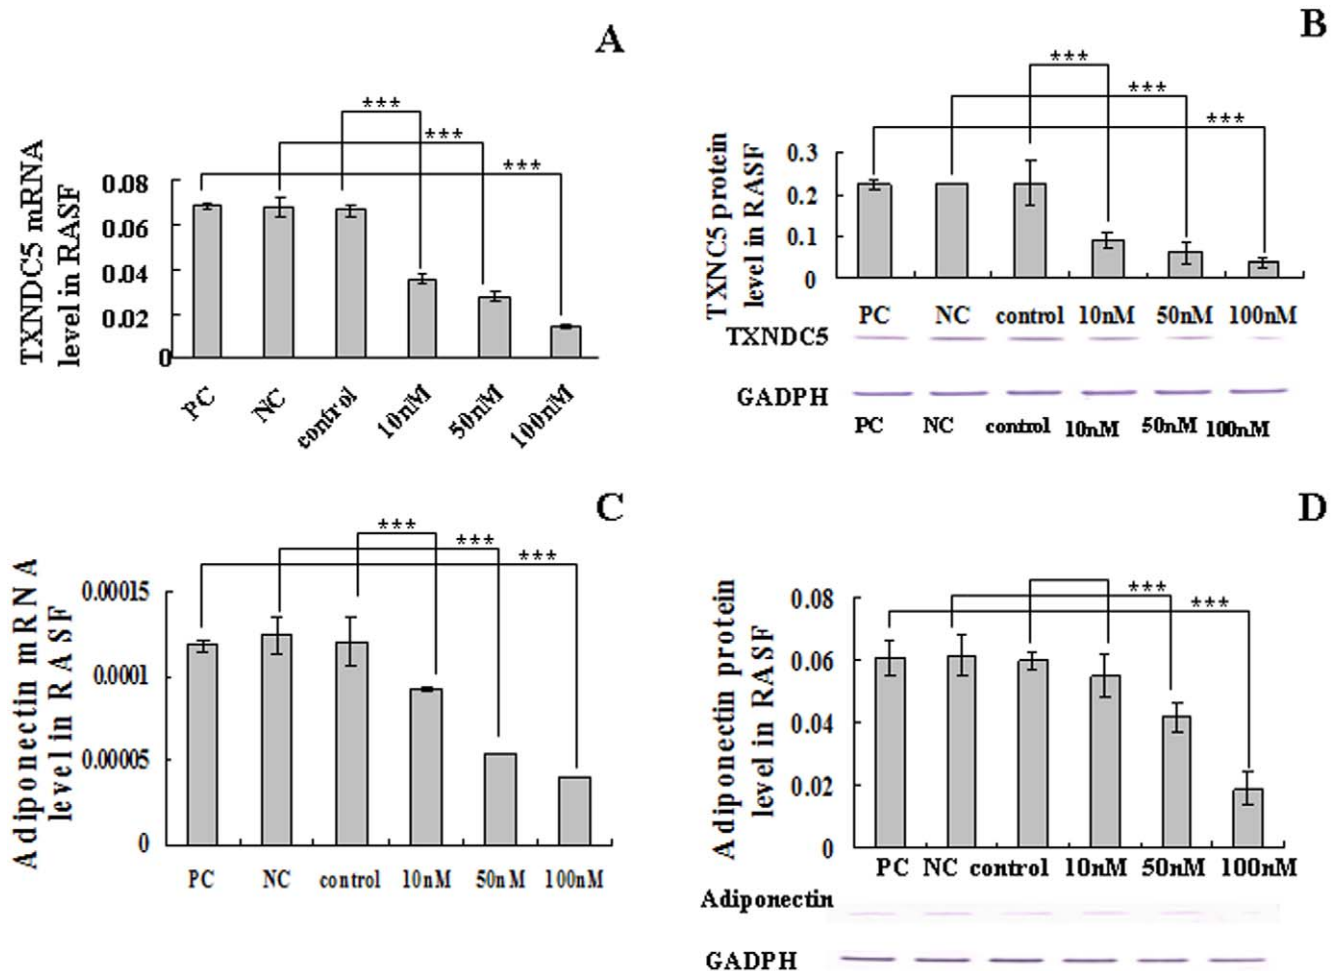 A
***
***
***
TXNDC5 mRNA
level in RASF
0.08
0.06
0.04
0.02
0
PC
NC
control
10nM
50nM
100nM
B
***
***
***
TXNC5 protein
level in RASF
0.3
0.2
0.1
0
PC NC control 10nM 50nM 100nM
TXNDC5
GADPH
PC NC control 10nM 50nM 100nM
C
***
***
***
Adiponectin mRNA
level in RASF
0.00015
0.0001
0.00005
0
PC NC control 10nM 50nM 100nM
D
***
***
Adiponectin protein
level in RASF
0.08
0.06
0.04
0.02
0
PC NC control 10nM 50nM 100nM
Adiponectin
GADPH